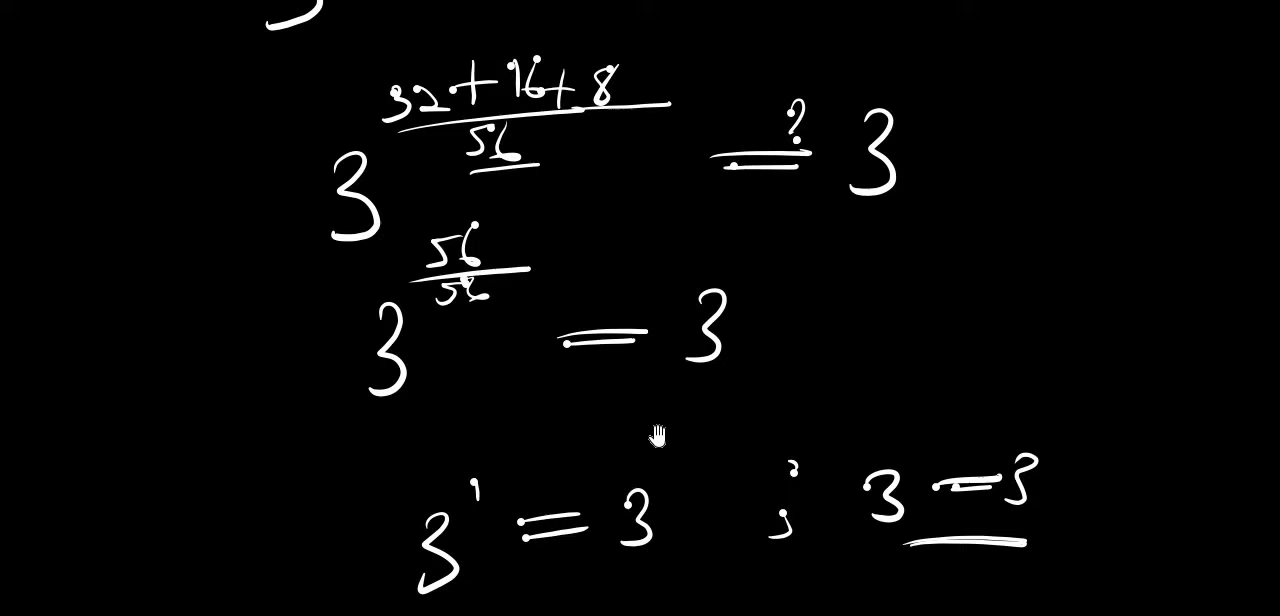 3^((32+16+8)/56) =? 3
3^(56/56) = 3
3^1 = 3 ; 3 = 3